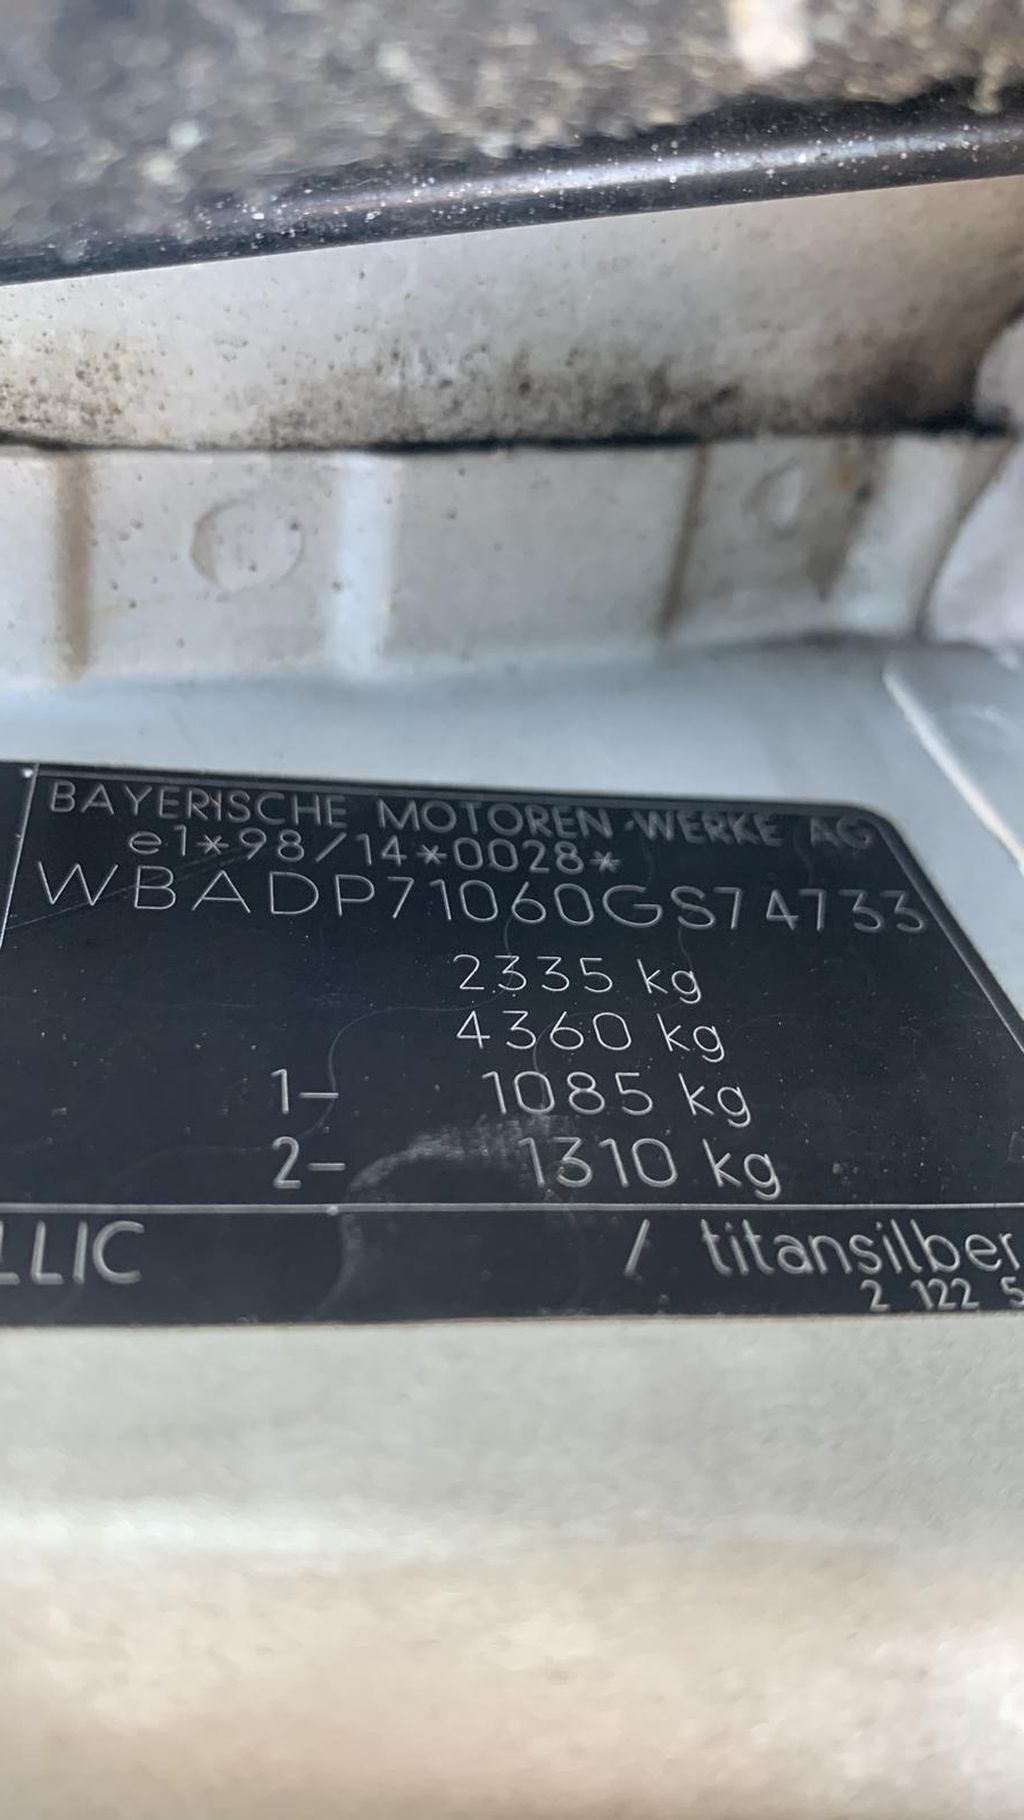 BAYERISCHE MOTOREN-WERKE AG
e1*98/14*0028*
WBADP71060GS74733
2335 kg
4360 kg
1- 1085 kg
2- 1310 kg
LLIC / titansilber
2 122 5